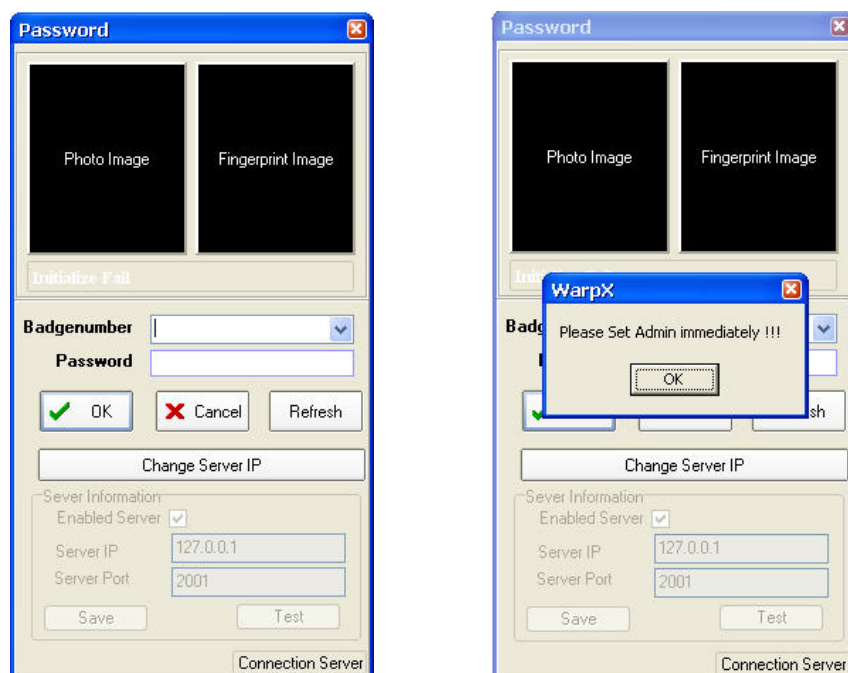 Password
Photo Image
Fingerprint Image
Initialize Fail
Badgenumber
Password
OK
Cancel
Refresh
Change Server IP
Sever Information
Enabled Server
Server IP
127.0.0.1
Server Port
2001
Save
Test
Connection Server
Password
Photo Image
Fingerprint Image
WarpX
Please Set Admin immediately !!!
OK
Change Server IP
Sever Information
Enabled Server
Server IP
127.0.0.1
Server Port
2001
Save
Test
Connection Server